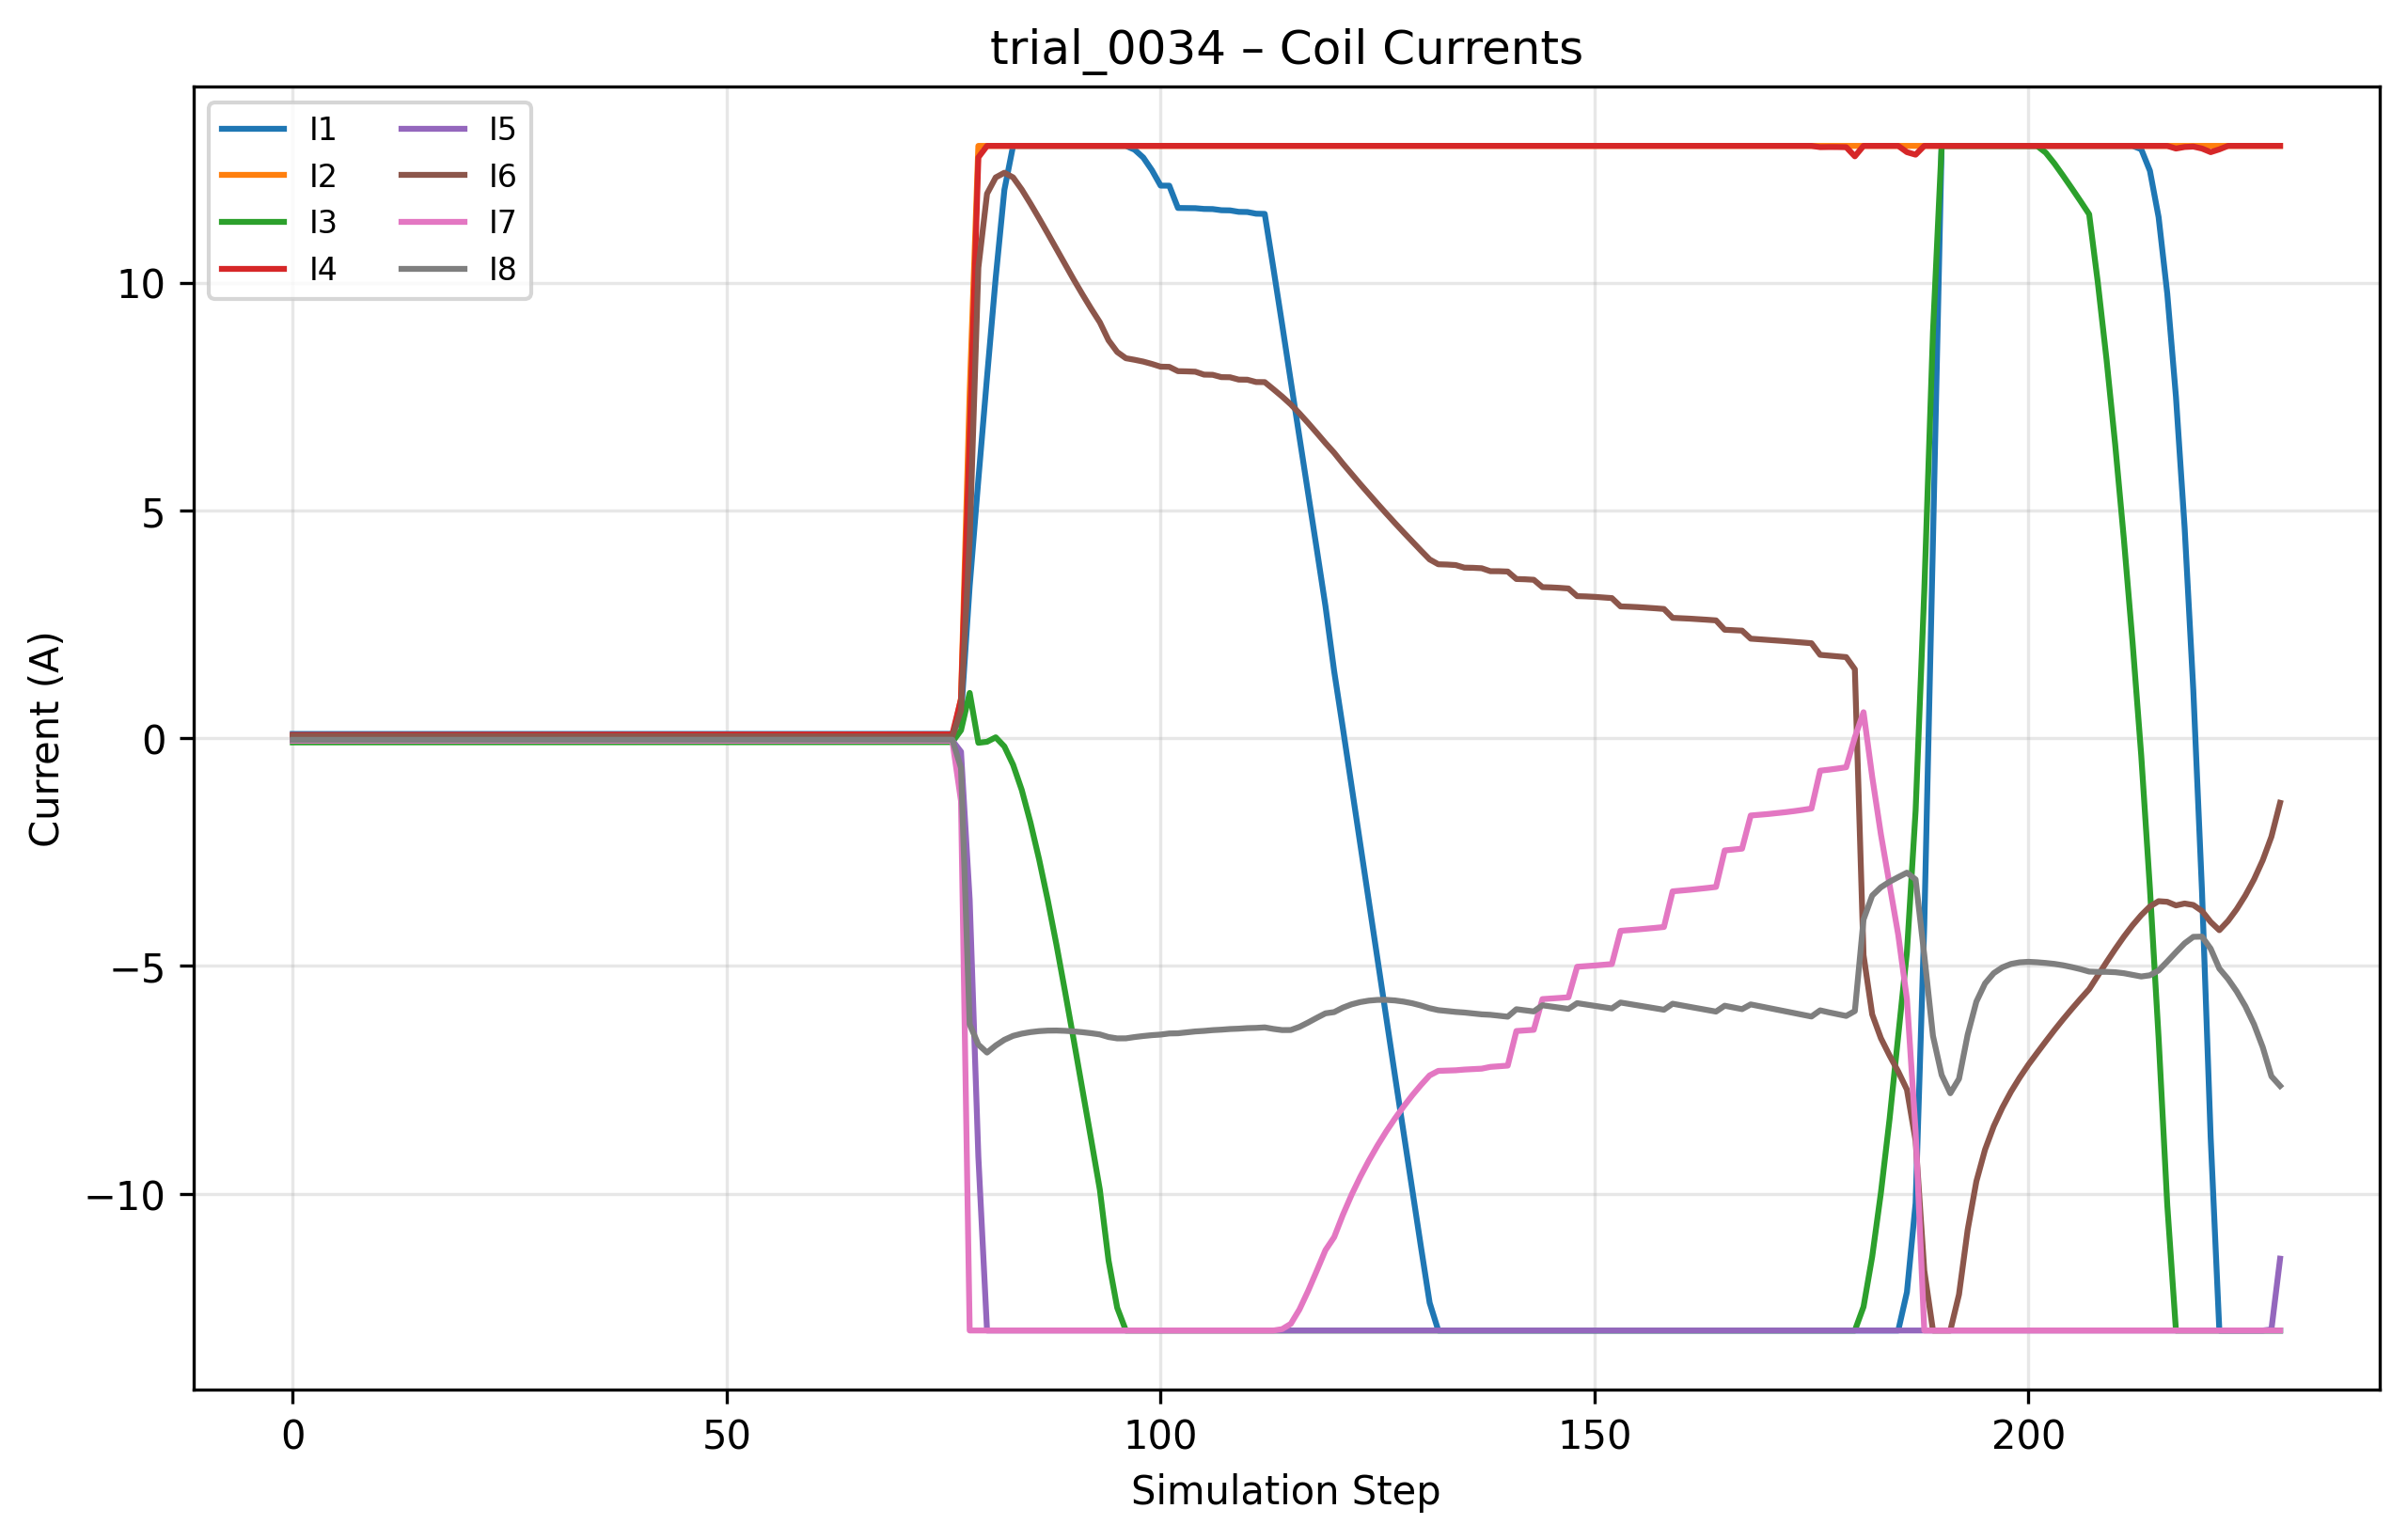 trial_0034 – Coil Currents
I1
I2
I3
I4
I5
I6
I7
I8
Current (A)
10
5
0
−5
−10
0
50
100
150
200
Simulation Step